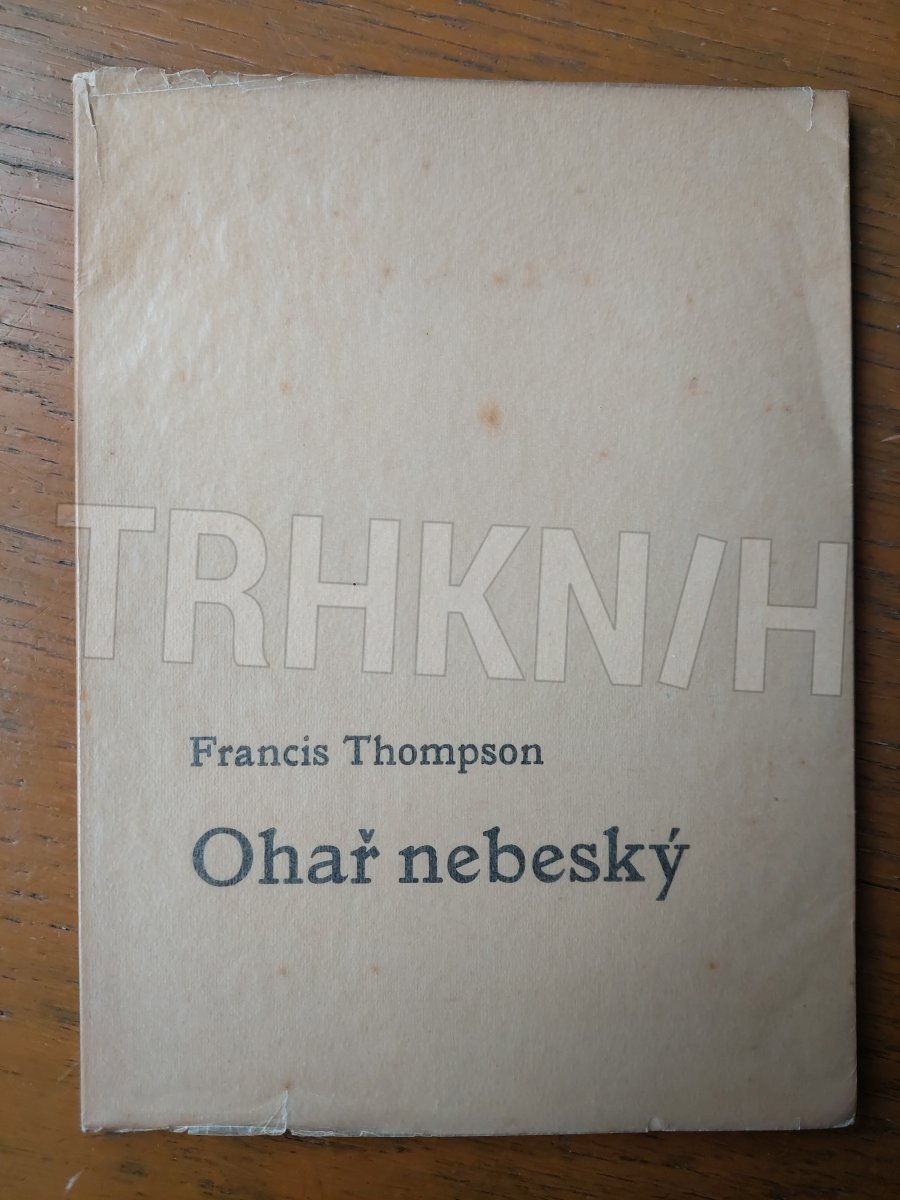 TRHKNIH
Francis Thompson
Ohař nebeský